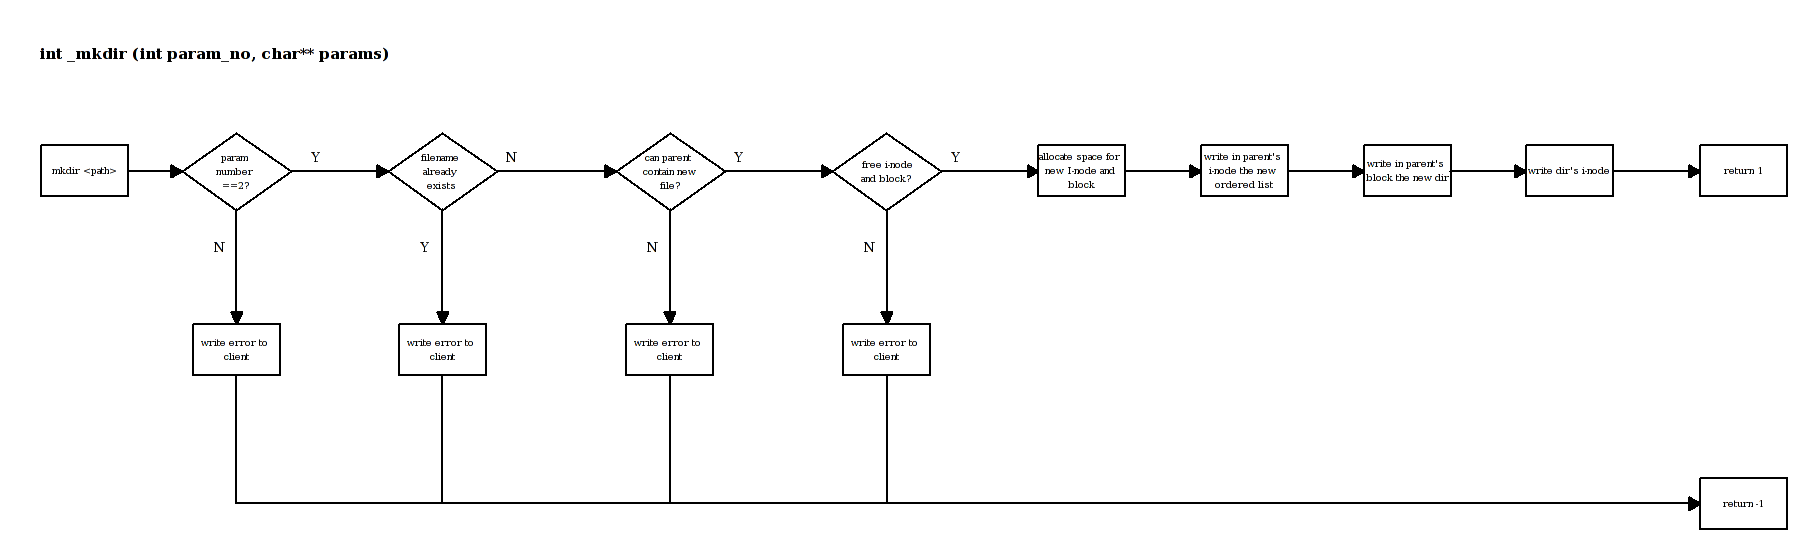 int _mkdir (int param_no, char** params)
mkdir <path>
param
number
==2?
Y
filename
already
exists
N
can parent
contain new
file?
Y
free i-node
and block?
Y
allocate space for
new I-node and
block
write in parent's
i-node the new
ordered list
write in parent's
block the new dir
write dir's i-node
return 1
N
Y
N
N
write error to
client
write error to
client
write error to
client
write error to
client
return -1